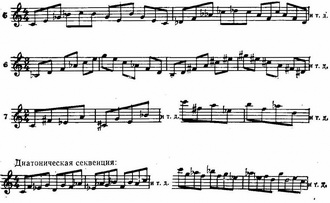 6 и т. д.
6 и т. д.
7 и т. д. и т. д.
Диатоническая секвенция:
и т. д. и т. д.